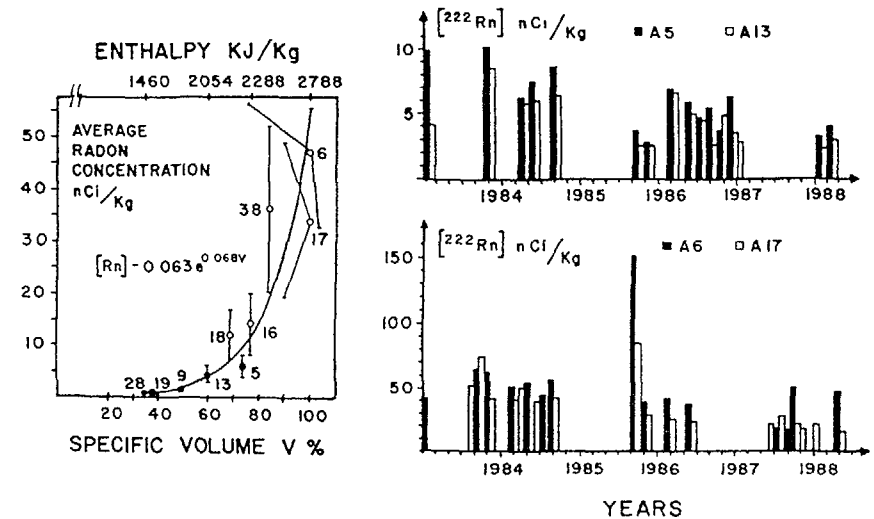 ENTHALPY KJ/Kg
1460 2054 2288 2788
AVERAGE
RADON
CONCENTRATION
nCi/Kg
50
40
30
20
10
6
38
17
[Rn]-0 063e^0 068V
18
16
28 19 9
13
5
20 40 60 80 100
SPECIFIC VOLUME V %
[222Rn] nCi/Kg
A5 A13
10
5
1984 1985 1986 1987 1988
[222Rn] nCi/Kg
A6 A17
150
100
50
1984 1985 1986 1987 1988
YEARS